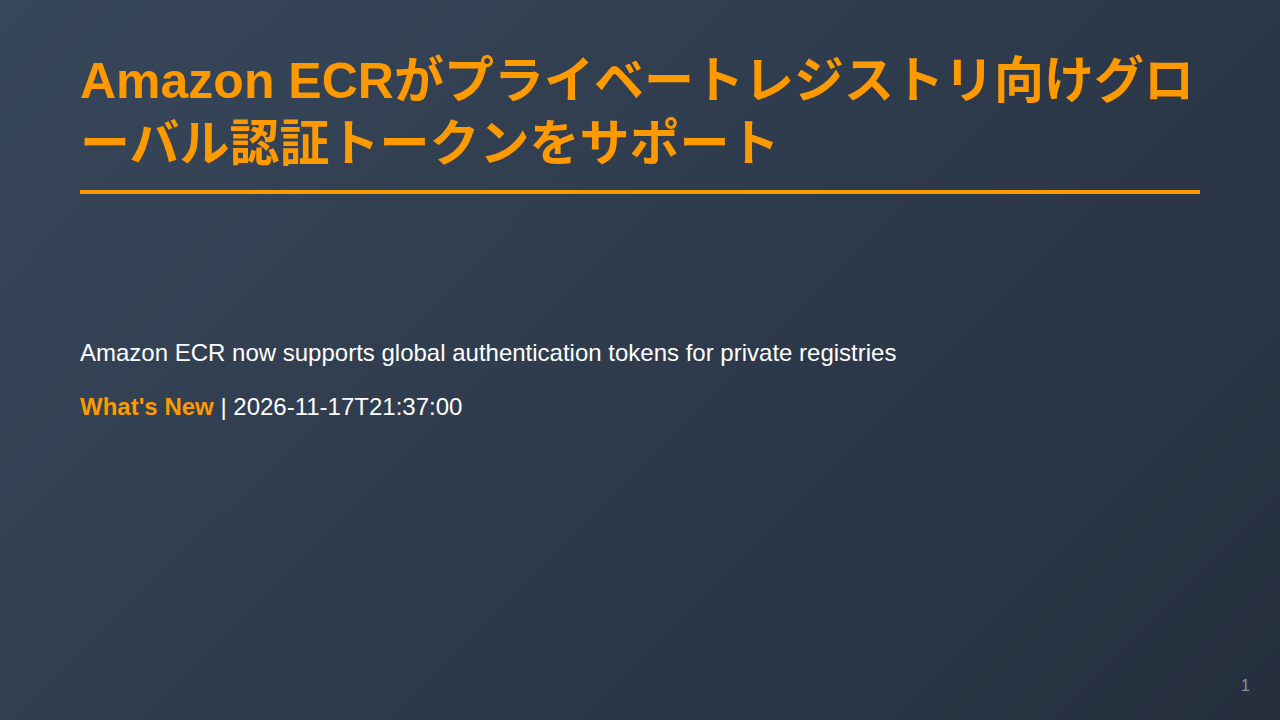 Amazon ECRがプライベートレジストリ向けグロ
ーバル認証トークンをサポート
Amazon ECR now supports global authentication tokens for private registries
What's New | 2026-11-17T21:37:00
1